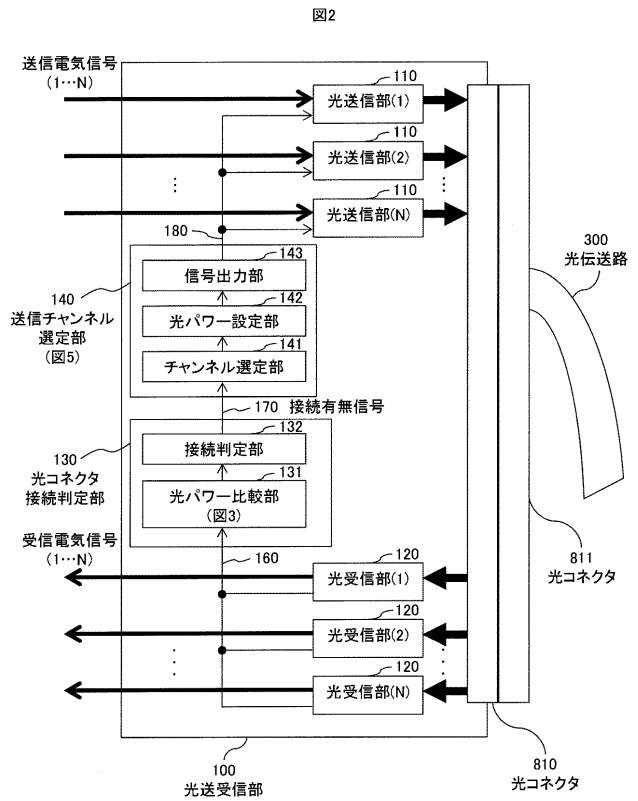 図2
送信電気信号
(1…N)
110
光送信部(1)
110
光送信部(2)
110
光送信部(N)
180
143
信号出力部
142
光パワー設定部
141
チャンネル選定部
140
送信チャンネル
選定部
(図5)
300
光伝送路
170 接続有無信号
132
接続判定部
131
光パワー比較部
(図3)
130
光コネクタ
接続判定部
受信電気信号
(1…N)
160
120
光受信部(1)
120
光受信部(2)
120
光受信部(N)
811
光コネクタ
810
光コネクタ
100
光送受信部